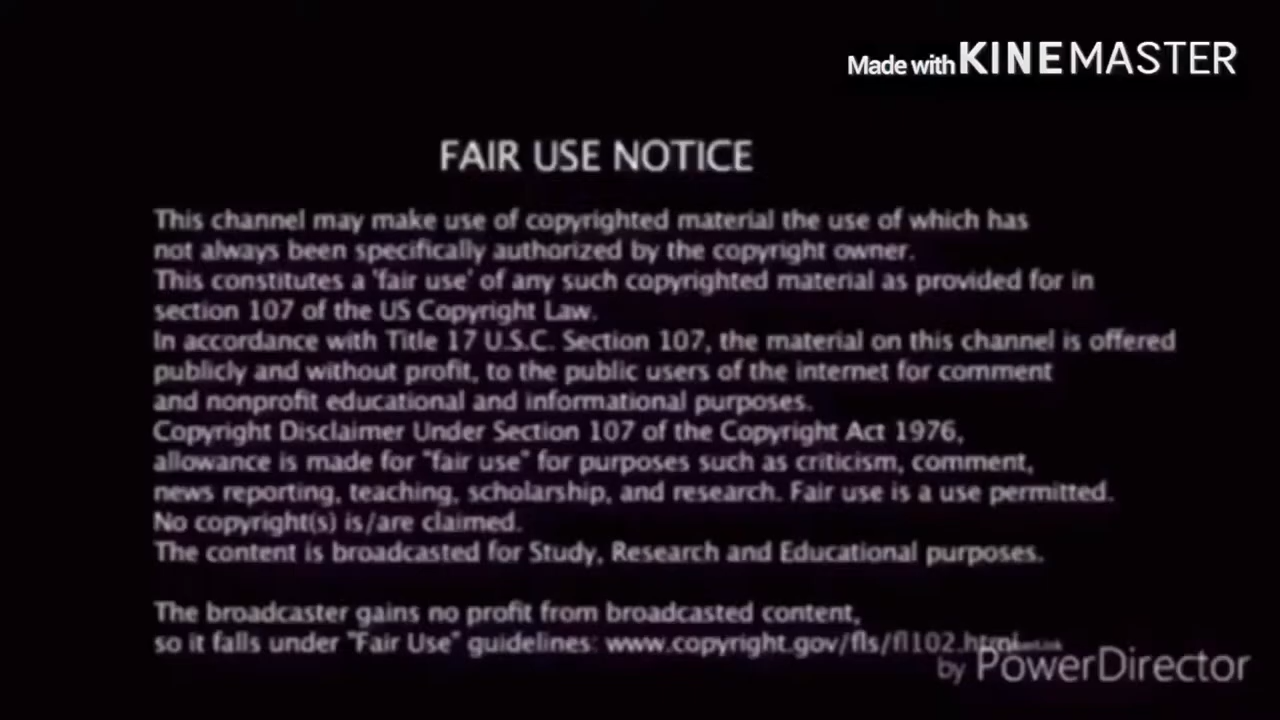 Made with KINEMASTER
FAIR USE NOTICE
This channel may make use of copyrighted material the use of which has
not always been specifically authorized by the copyright owner.
This constitutes a 'fair use' of any such copyrighted material as provided for in
section 107 of the US Copyright Law.
In accordance with Title 17 U.S.C. Section 107, the material on this channel is offered
publicly and without profit, to the public users of the internet for comment
and nonprofit educational and informational purposes.
Copyright Disclaimer Under Section 107 of the Copyright Act 1976,
allowance is made for "fair use" for purposes such as criticism, comment,
news reporting, teaching, scholarship, and research. Fair use is a use permitted.
No copyright(s) is/are claimed.
The content is broadcasted for Study, Research and Educational purposes.
The broadcaster gains no profit from broadcasted content,
so it falls under "Fair Use" guidelines: www.copyright.gov/fls/fl102.html
by PowerDirector